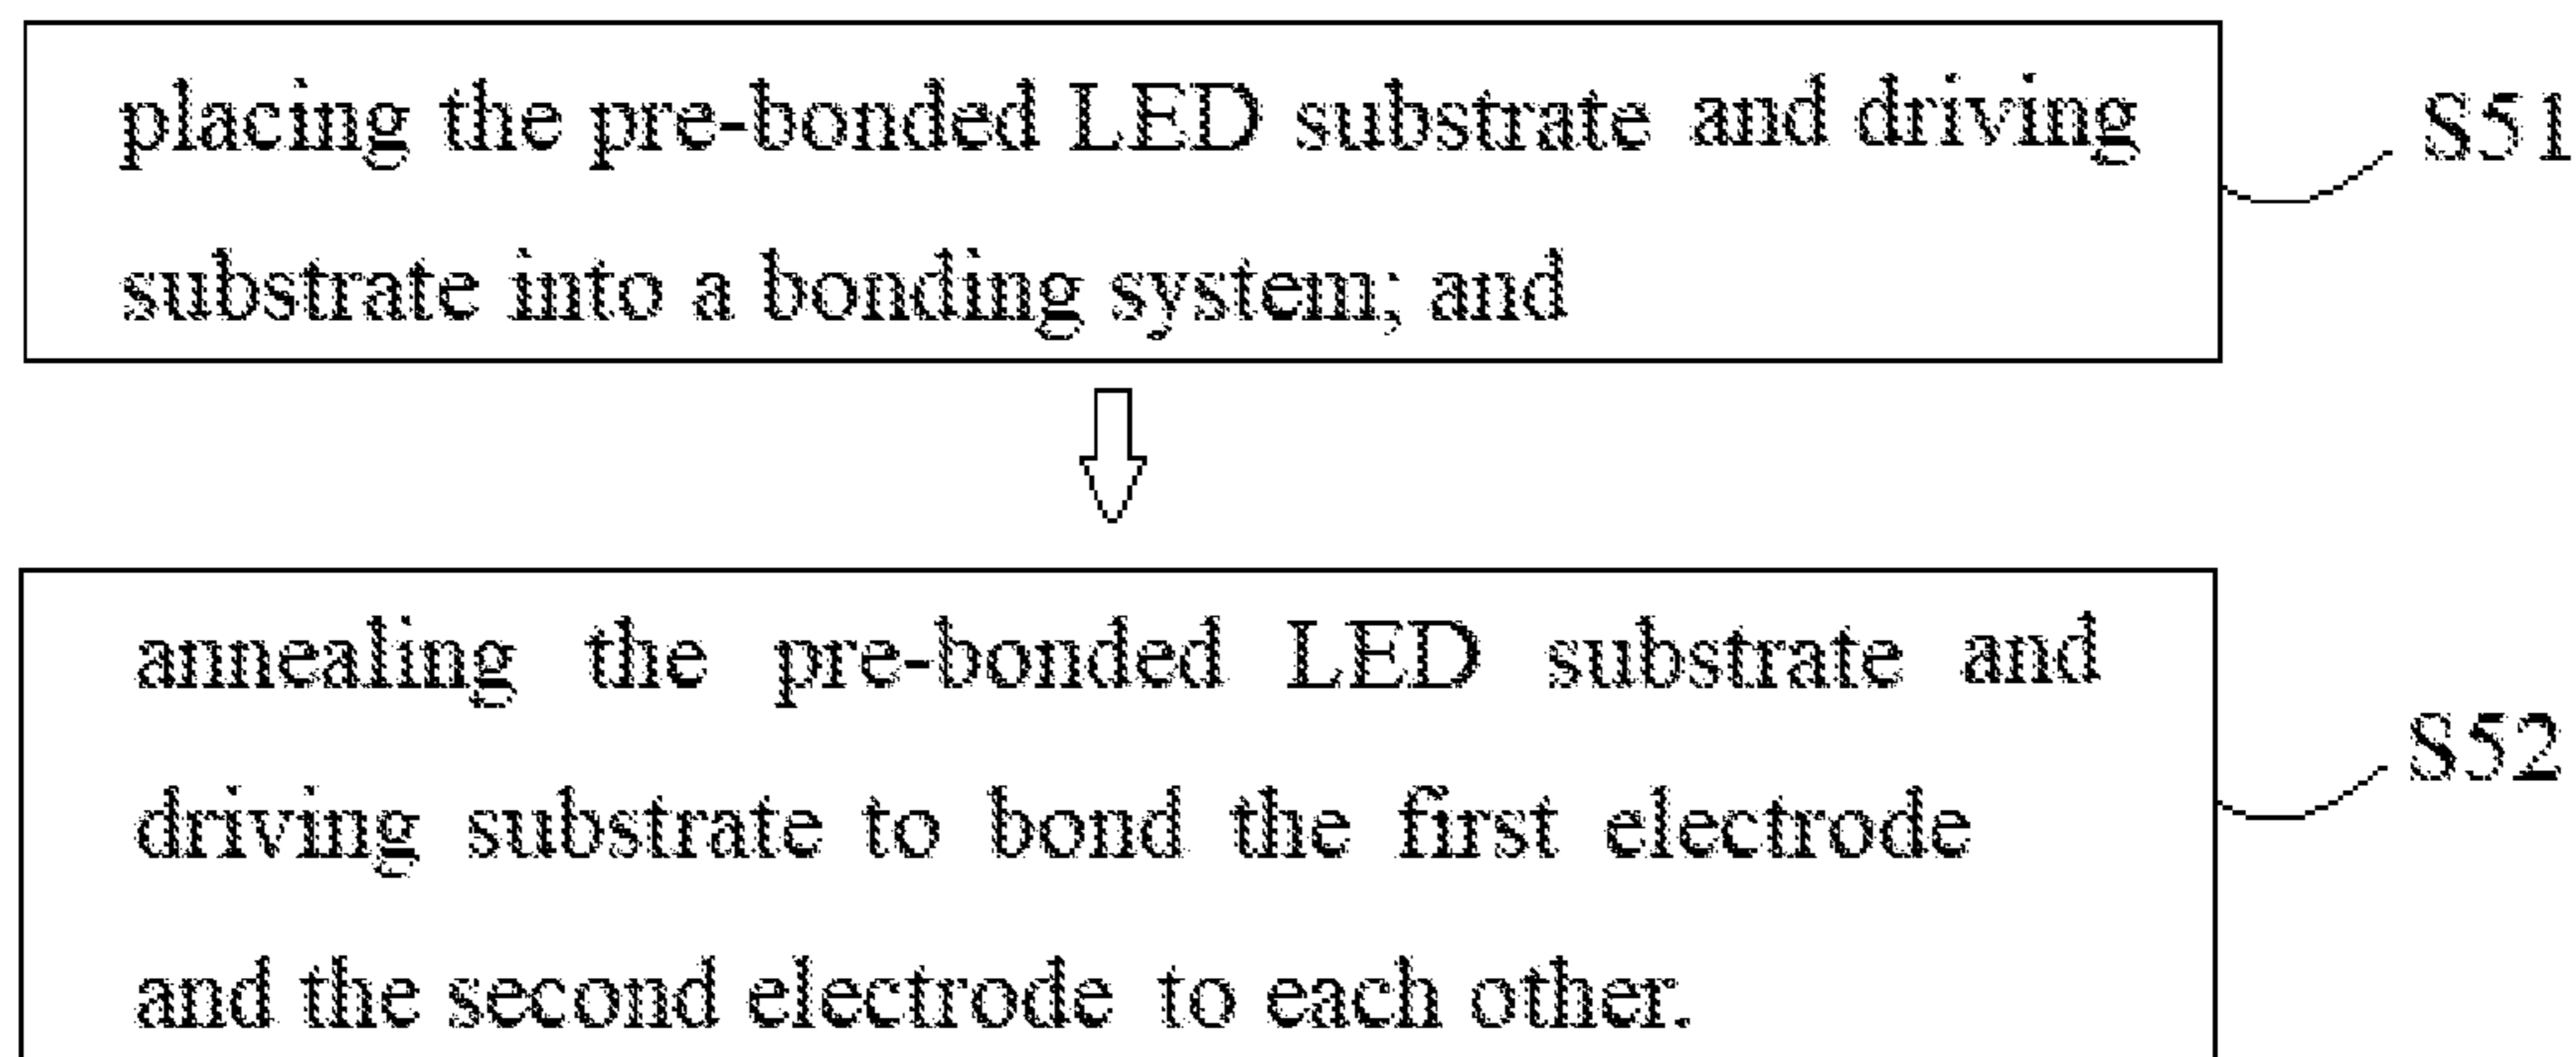 placing the pre-bonded LED substrate and driving
substrate into a bonding system; and
S51
annealing the pre-bonded LED substrate and
driving substrate to bond the first electrode
and the second electrode to each other.
S52